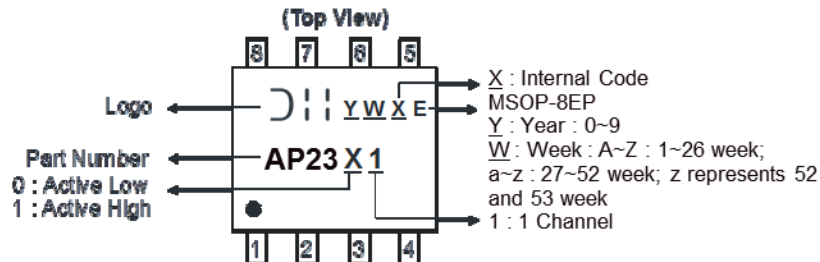 (Top View)
8 7 6 5
Logo
Y W X E
X : Internal Code
MSOP-8EP
Y : Year : 0~9
W : Week : A~Z : 1~26 week;
a~z : 27~52 week; z represents 52
and 53 week
1 : 1 Channel
Part Number
AP23 X 1
0 : Active Low
1 : Active High
1 2 3 4